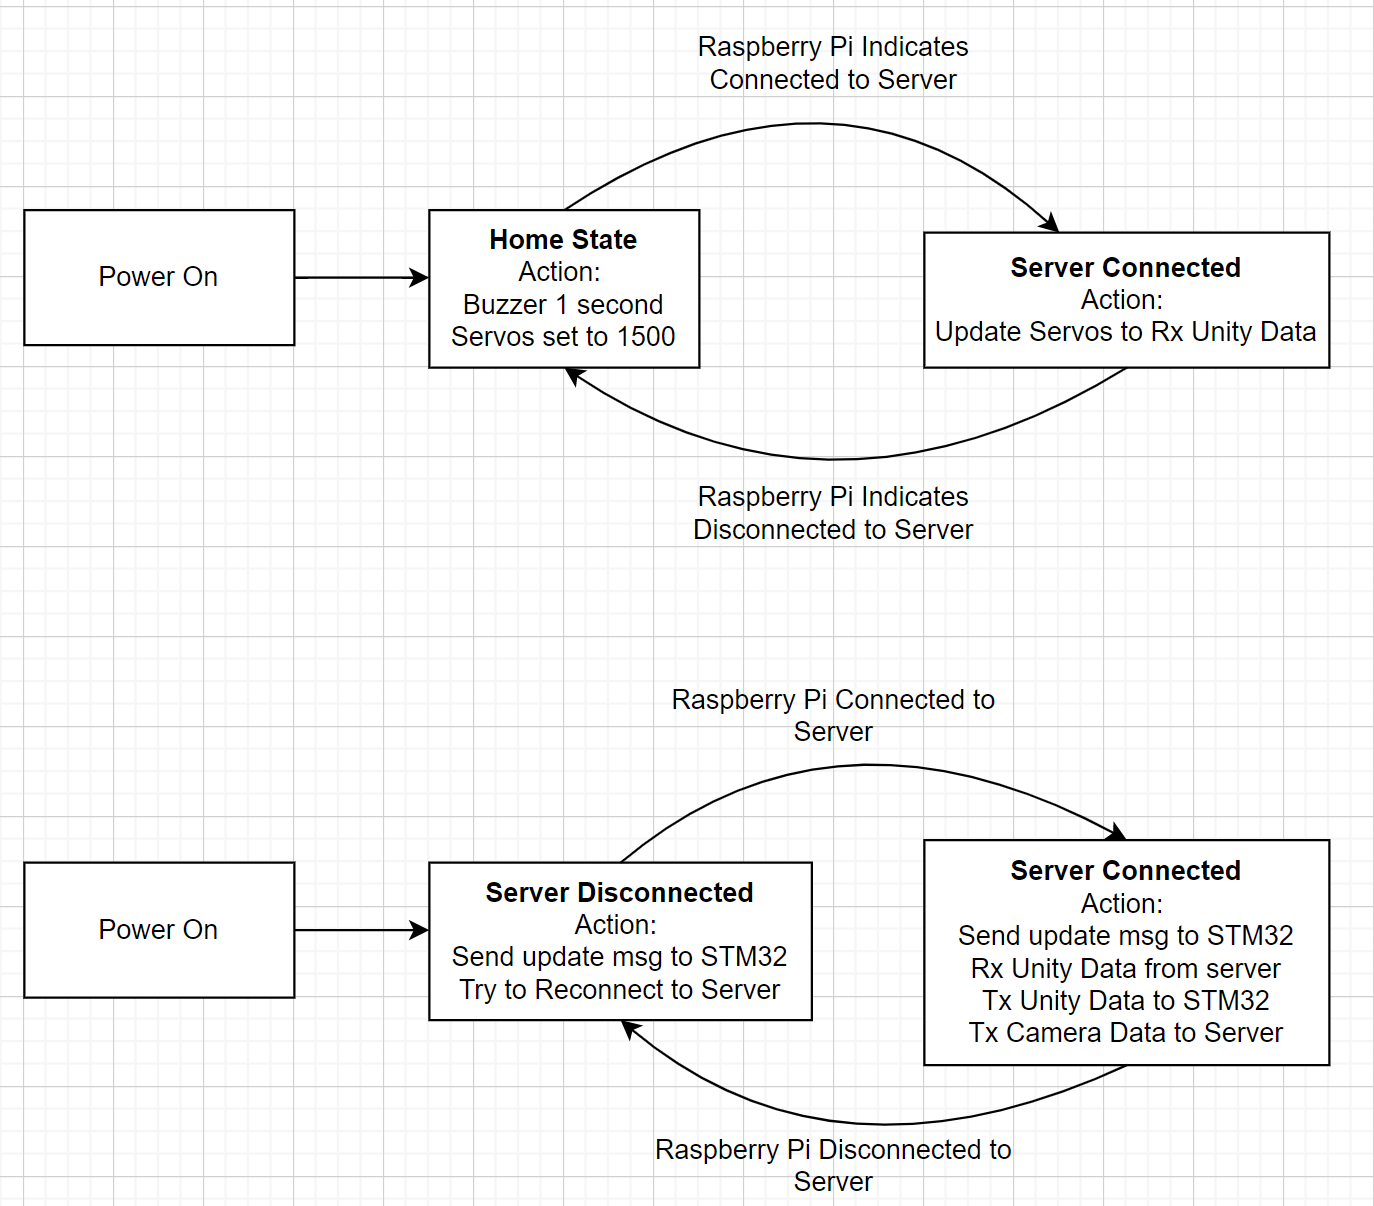 Raspberry Pi Indicates
Connected to Server
Power On
Home State
Action:
Buzzer 1 second
Servos set to 1500
Server Connected
Action:
Update Servos to Rx Unity Data
Raspberry Pi Indicates
Disconnected to Server
Raspberry Pi Connected to
Server
Power On
Server Disconnected
Action:
Send update msg to STM32
Try to Reconnect to Server
Server Connected
Action:
Send update msg to STM32
Rx Unity Data from server
Tx Unity Data to STM32
Tx Camera Data to Server
Raspberry Pi Disconnected to
Server